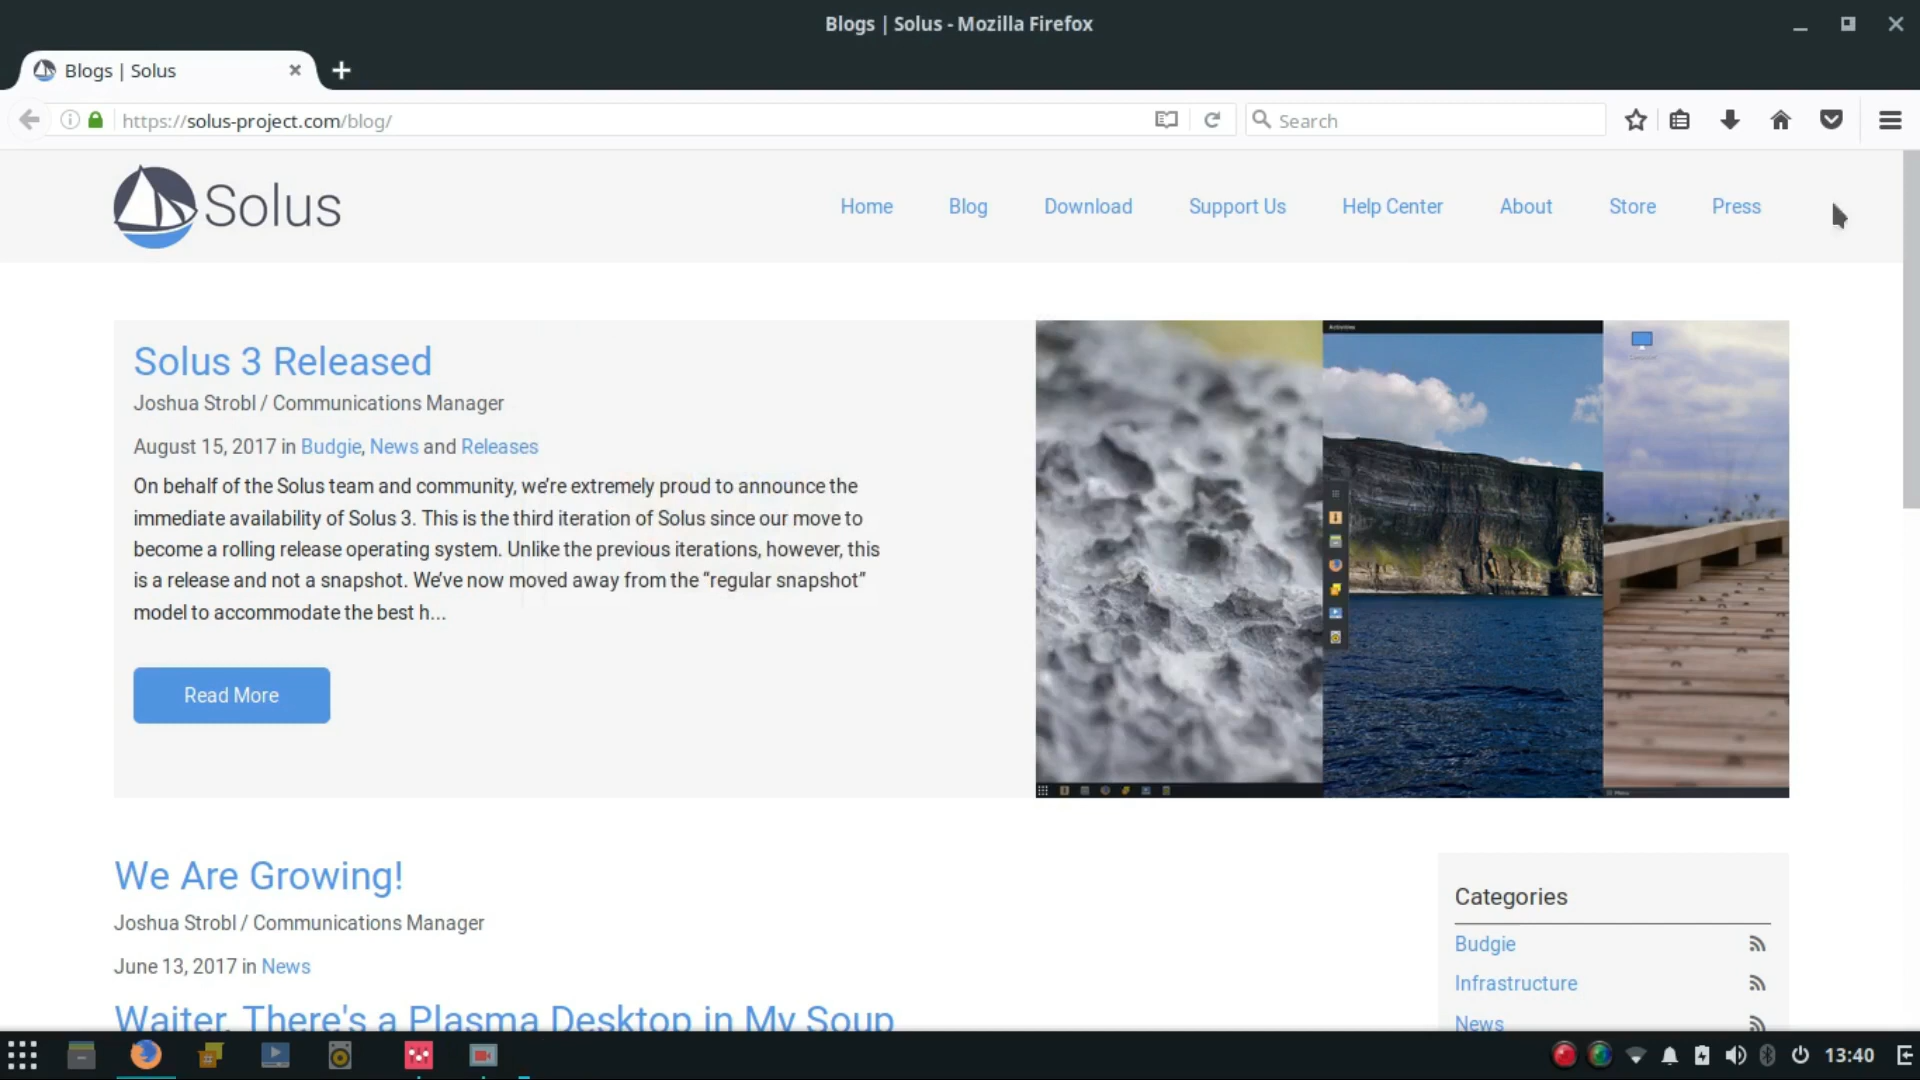 Blogs | Solus - Mozilla Firefox
Blogs | Solus
https://solus-project.com/blog/
Search
Solus
Home Blog Download Support Us Help Center About Store Press
Solus 3 Released
Joshua Strobl / Communications Manager
August 15, 2017 in Budgie, News and Releases
On behalf of the Solus team and community, we’re extremely proud to announce the
immediate availability of Solus 3. This is the third iteration of Solus since our move to
become a rolling release operating system. Unlike the previous iterations, however, this
is a release and not a snapshot. We’ve now moved away from the “regular snapshot”
model to accommodate the best h...
Read More
Activities
Menu
We Are Growing!
Joshua Strobl / Communications Manager
June 13, 2017 in News
Waiter, There's a Plasma Desktop in My Soup
Categories
Budgie
Infrastructure
News
13:40